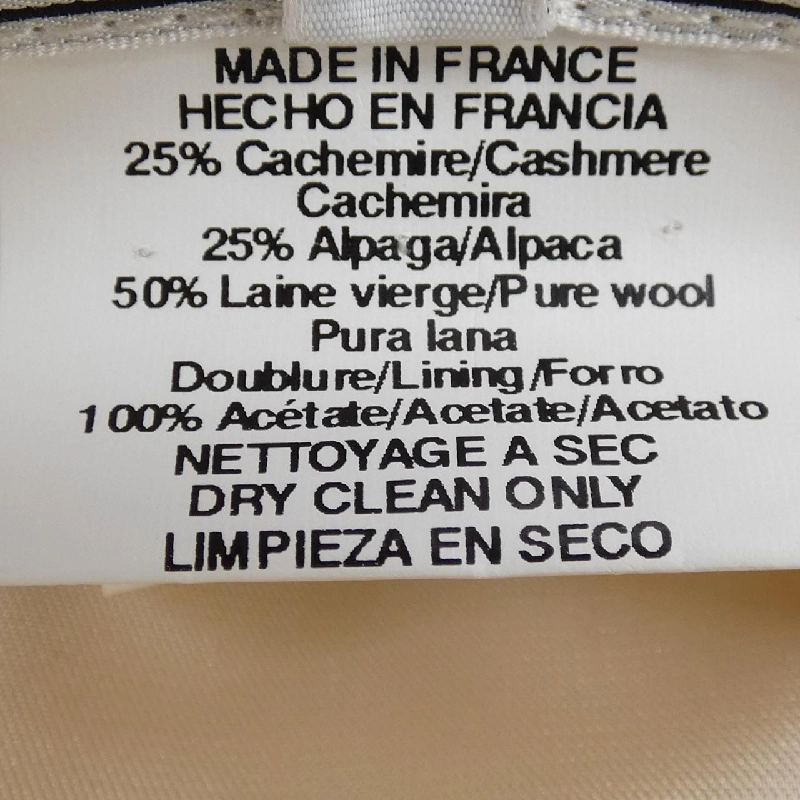 MADE IN FRANCE
HECHO EN FRANCIA
25% Cachemire/Cashmere
Cachemira
25% Alpaga/Alpaca
50% Laine vierge/Pure wool
Pura lana
Doublure/Lining/Forro
100% Acétate/Acetate/Acetato
NETTOYAGE A SEC
DRY CLEAN ONLY
LIMPIEZA EN SECO